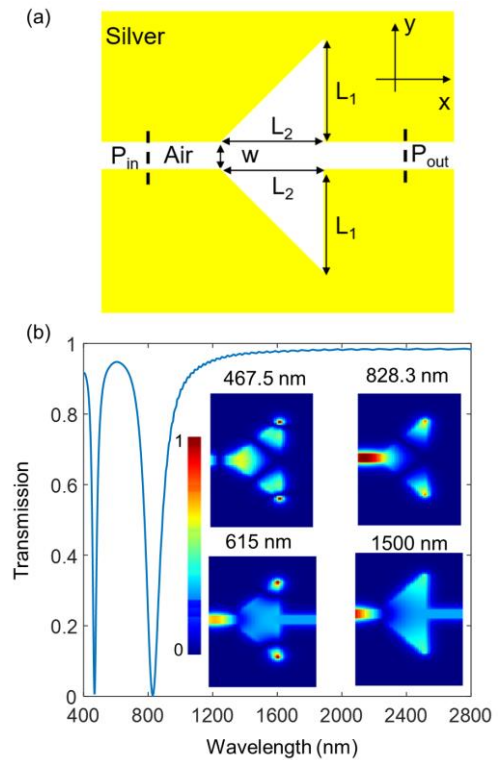 (a)
Silver
y
x
L₁
L₂
P_in
Air
w
P_out
L₂
L₁
(b)
1
467.5 nm
828.3 nm
1
0.8
0.6
615 nm
1500 nm
0.4
0.2
0
0
Transmission
400
800
1200
1600
2000
2400
2800
Wavelength (nm)